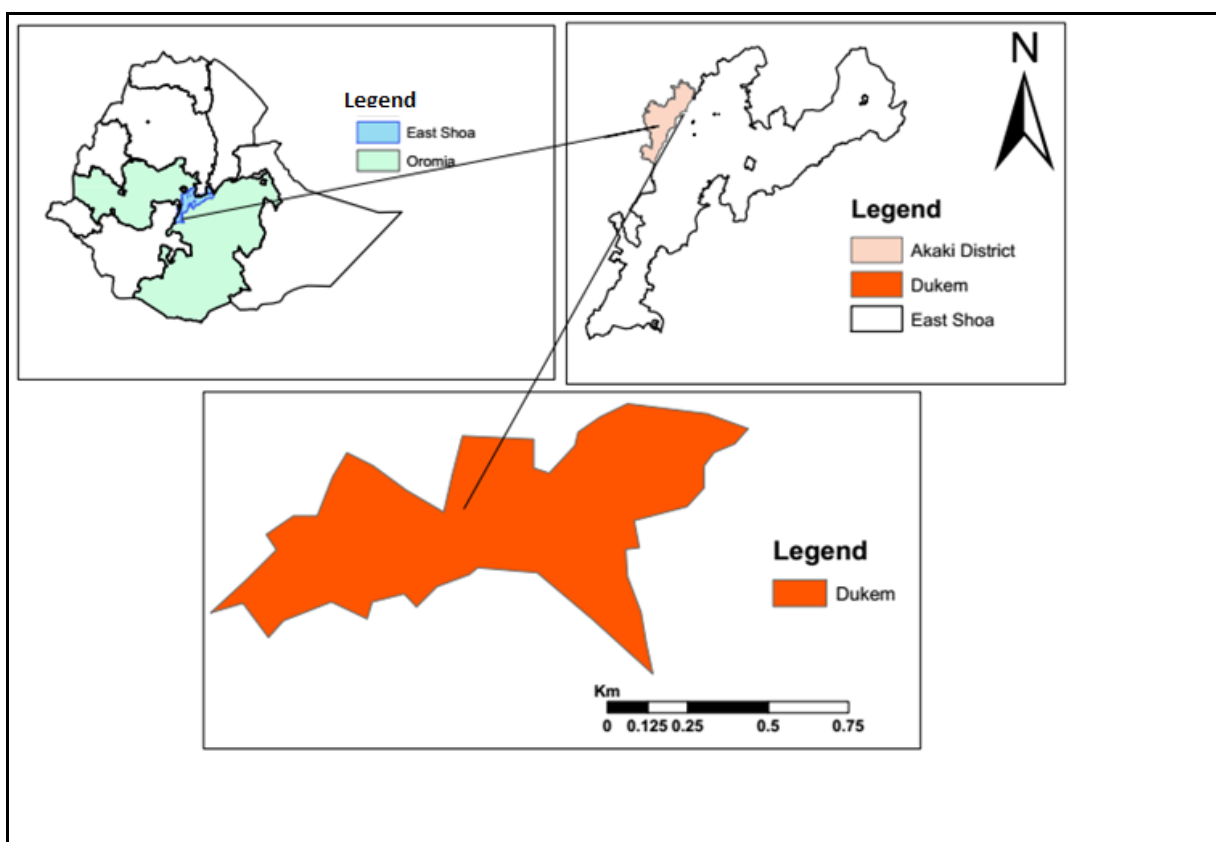 Legend
East Shoa
Oromia
N
Legend
Akaki District
Dukem
East Shoa
Legend
Dukem
Km
0 0.125 0.25 0.5 0.75